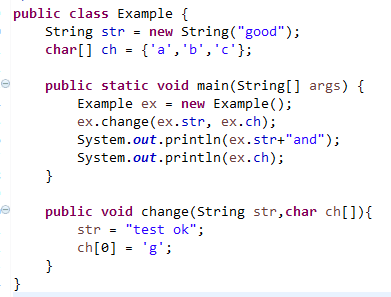 public class Example {
String str = new String("good");
char[] ch = {'a','b','c'};
public static void main(String[] args) {
Example ex = new Example();
ex.change(ex.str, ex.ch);
System.out.println(ex.str+"and");
System.out.println(ex.ch);
}
public void change(String str,char ch[]){
str = "test ok";
ch[0] = 'g';
}
}